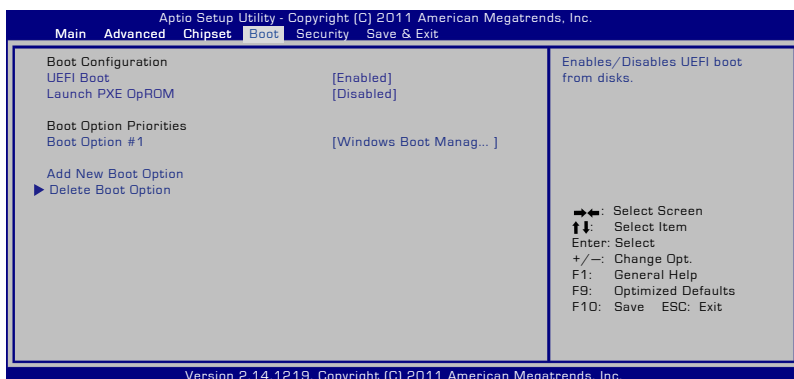 Aptio Setup Utility - Copyright (C) 2011 American Megatrends, Inc.
Main Advanced Chipset Boot Security Save & Exit
Boot Configuration
UEFI Boot [Enabled]
Launch PXE OpROM [Disabled]
Boot Option Priorities
Boot Option #1 [Windows Boot Manag... ]
Add New Boot Option
Delete Boot Option
Enables/Disables UEFI boot
from disks.
→←: Select Screen
↑↓: Select Item
Enter: Select
+/—: Change Opt.
F1: General Help
F9: Optimized Defaults
F10: Save ESC: Exit
Version 2.14.1219. Copyright (C) 2011 American Megatrends, Inc.